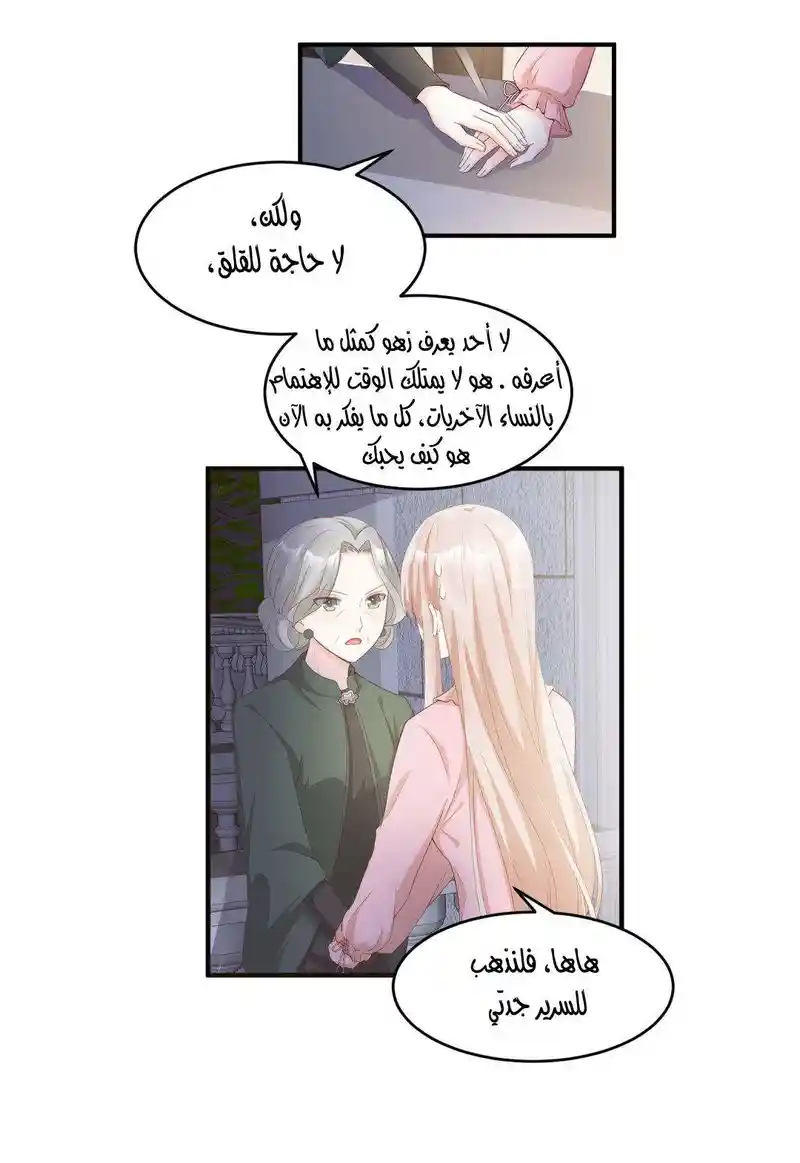 ولكن،
لا حاجة للقلق،
لا أحد يعرف زهو كمثل ما
أعرفه . هو لا يمتلك الوقت للإهتمام
بالنساء الآخريات، كل ما يفكر به الآن
هو كيف يحبك
هاها، فلنذهب
للسرير جدتي